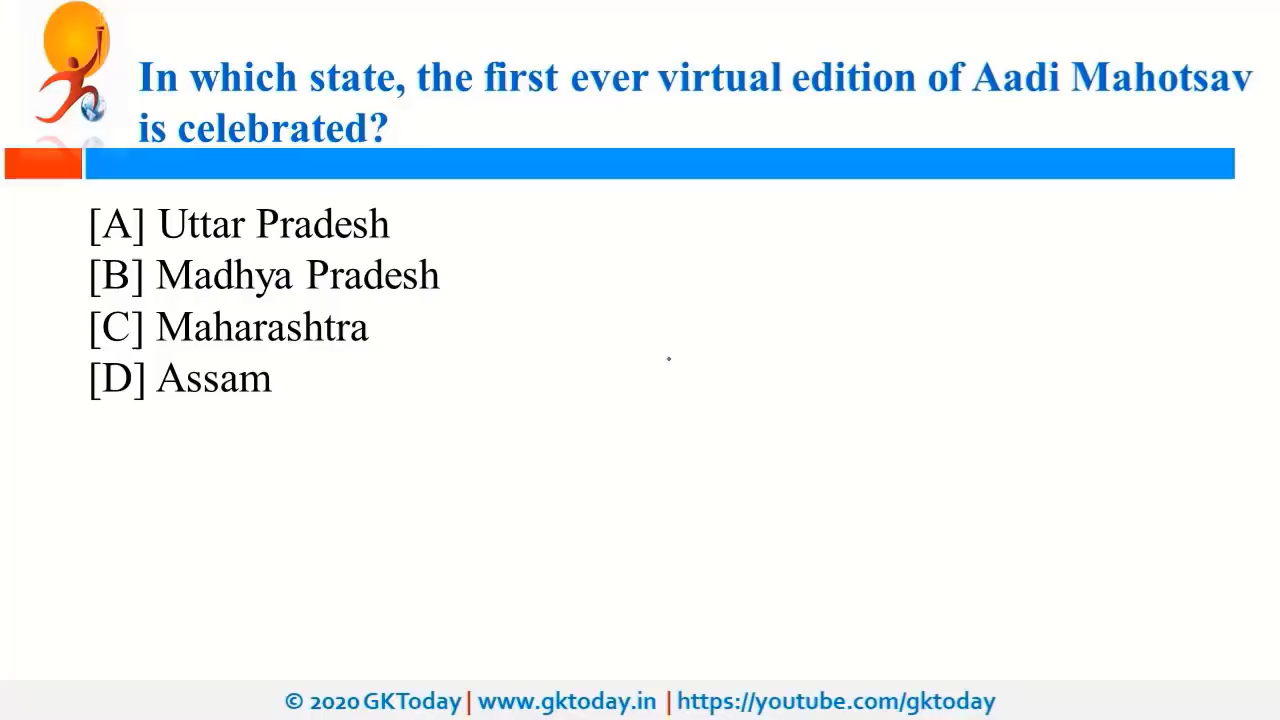 In which state, the first ever virtual edition of Aadi Mahotsav
is celebrated?
[A] Uttar Pradesh
[B] Madhya Pradesh
[C] Maharashtra
[D] Assam
© 2020 GKToday | www.gktoday.in | https://youtube.com/gktoday